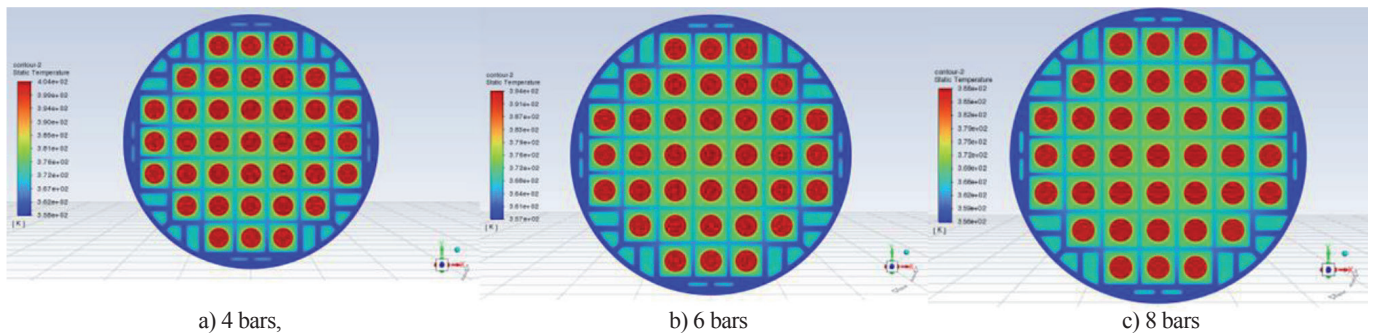 contour-2
Static Temperature
4.04e+02
3.99e+02
3.94e+02
3.90e+02
3.85e+02
3.81e+02
3.76e+02
3.72e+02
3.67e+02
3.62e+02
3.58e+02
[ K ]
contour-2
Static Temperature
3.94e+02
3.91e+02
3.87e+02
3.83e+02
3.79e+02
3.76e+02
3.72e+02
3.68e+02
3.64e+02
3.61e+02
3.57e+02
[ K ]
contour-2
Static Temperature
3.88e+02
3.85e+02
3.82e+02
3.79e+02
3.75e+02
3.72e+02
3.69e+02
3.66e+02
3.62e+02
3.59e+02
3.56e+02
[ K ]
a) 4 bars,
b) 6 bars
c) 8 bars